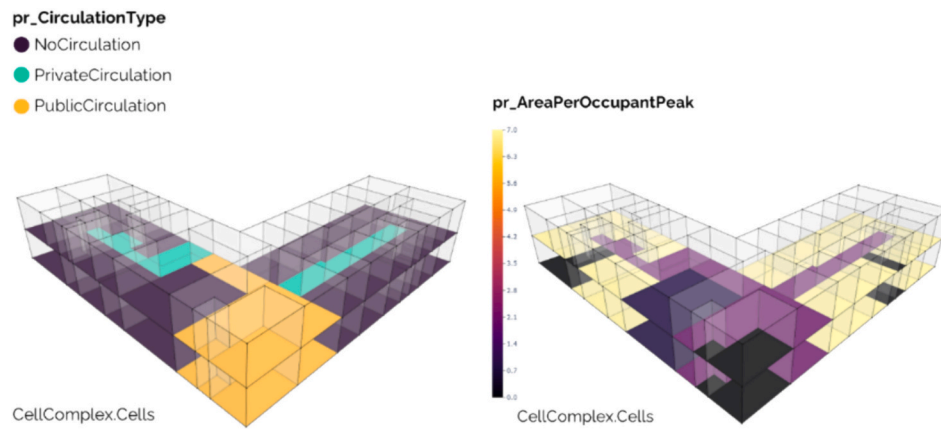 pr_CirculationType
NoCirculation
PrivateCirculation
PublicCirculation
CellComplex.Cells
pr_AreaPerOccupantPeak
7.0
6.3
5.6
4.9
4.2
3.5
2.8
2.1
1.4
0.7
0.0
CellComplex.Cells